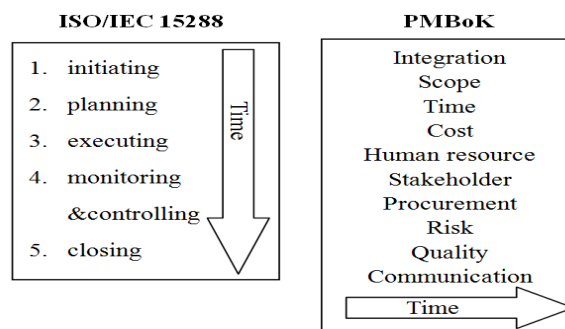 ISO/IEC 15288
1. initiating
2. planning
3. executing
4. monitoring
&controlling
5. closing
Time
PMBoK
Integration
Scope
Time
Cost
Human resource
Stakeholder
Procurement
Risk
Quality
Communication
Time